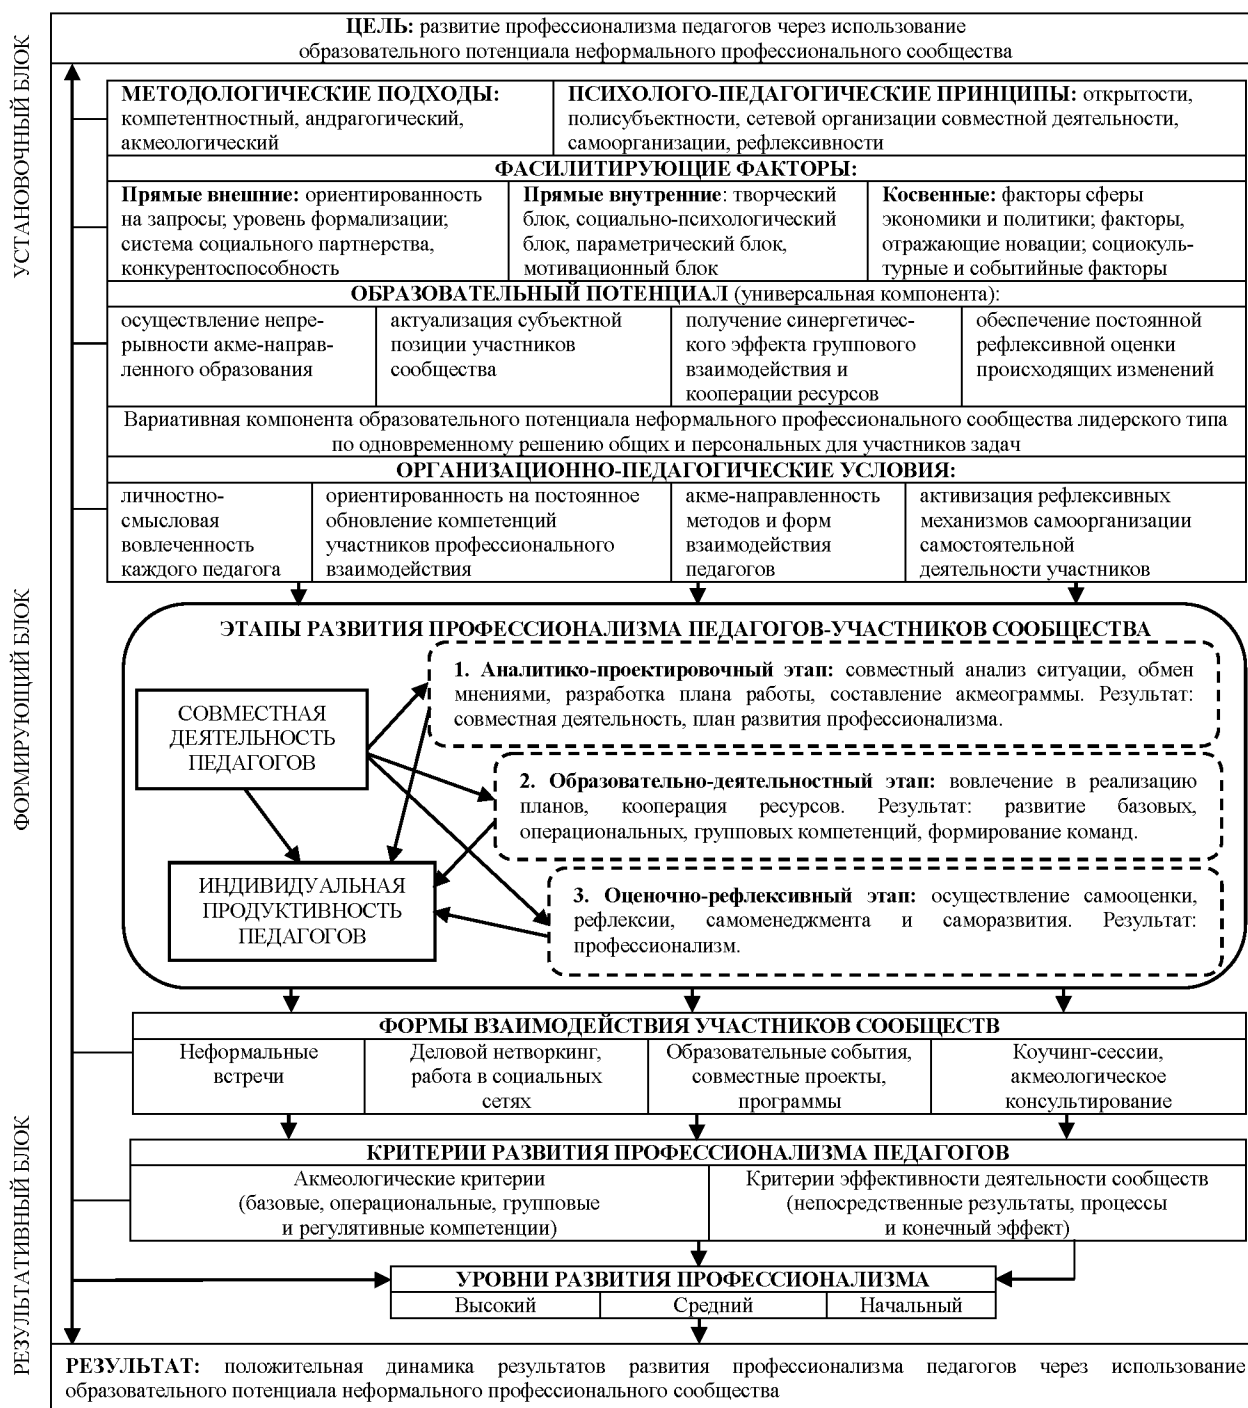 ЦЕЛЬ: развитие профессионализма педагогов через использование
образовательного потенциала неформального профессионального сообщества
УСТАНОВОЧНЫЙ БЛОК
МЕТОДОЛОГИЧЕСКИЕ ПОДХОДЫ:
компетентностный, андрагогический,
акмеологический
ПСИХОЛОГО-ПЕДАГОГИЧЕСКИЕ ПРИНЦИПЫ: открытости,
полисубъектности, сетевой организации совместной деятельности,
самоорганизации, рефлексивности
ФАСИЛИТИРУЮЩИЕ ФАКТОРЫ:
Прямые внешние: ориентированность
на запросы; уровень формализации;
система социального партнерства,
конкурентоспособность
Прямые внутренние: творческий
блок, социально-психологический
блок, параметрический блок,
мотивационный блок
Косвенные: факторы сферы
экономики и политики; факторы,
отражающие новации; социокуль-
турные и событийные факторы
ОБРАЗОВАТЕЛЬНЫЙ ПОТЕНЦИАЛ (универсальная компонента):
осуществление непре-
рывности акме-направ-
ленного образования
актуализация субъектной
позиции участников
сообщества
получение синергетичес-
кого эффекта группового
взаимодействия и
кооперации ресурсов
обеспечение постоянной
рефлексивной оценки
происходящих изменений
Вариативная компонента образовательного потенциала неформального профессионального сообщества лидерского типа
по одновременному решению общих и персональных для участников задач
ОРГАНИЗАЦИОННО-ПЕДАГОГИЧЕСКИЕ УСЛОВИЯ:
личностно-
смысловая
вовлеченность
каждого педагога
ориентированность на постоянное
обновление компетенций
участников профессионального
взаимодействия
акме-направленность
методов и форм
взаимодействия
педагогов
активизация рефлексивных
механизмов самоорганизации
самостоятельной
деятельности участников
ФОРМИРУЮЩИЙ БЛОК
ЭТАПЫ РАЗВИТИЯ ПРОФЕССИОНАЛИЗМА ПЕДАГОГОВ-УЧАСТНИКОВ СООБЩЕСТВА
1. Аналитико-проектировочный этап: совместный анализ ситуации, обмен
мнениями, разработка плана работы, составление акмеограммы. Результат:
совместная деятельность, план развития профессионализма.
СОВМЕСТНАЯ
ДЕЯТЕЛЬНОСТЬ
ПЕДАГОГОВ
2. Образовательно-деятельностный этап: вовлечение в реализацию
планов, кооперация ресурсов. Результат: развитие базовых,
операциональных, групповых компетенций, формирование команд.
ИНДИВИДУАЛЬНАЯ
ПРОДУКТИВНОСТЬ
ПЕДАГОГОВ
3. Оценочно-рефлексивный этап: осуществление самооценки,
рефлексии, самоменеджмента и саморазвития. Результат:
профессионализм.
ФОРМЫ ВЗАИМОДЕЙСТВИЯ УЧАСТНИКОВ СООБЩЕСТВ
Неформальные
встречи
Деловой нетворкинг,
работа в социальных
сетях
Образовательные события,
совместные проекты,
программы
Коучинг-сессии,
акмеологическое
консультирование
РЕЗУЛЬТАТИВНЫЙ БЛОК
КРИТЕРИИ РАЗВИТИЯ ПРОФЕССИОНАЛИЗМА ПЕДАГОГОВ
Акмеологические критерии
(базовые, операциональные, групповые
и регулятивные компетенции)
Критерии эффективности деятельности сообществ
(непосредственные результаты, процессы
и конечный эффект)
УРОВНИ РАЗВИТИЯ ПРОФЕССИОНАЛИЗМА
Высокий
Средний
Начальный
РЕЗУЛЬТАТ: положительная динамика результатов развития профессионализма педагогов через использование
образовательного потенциала неформального профессионального сообщества